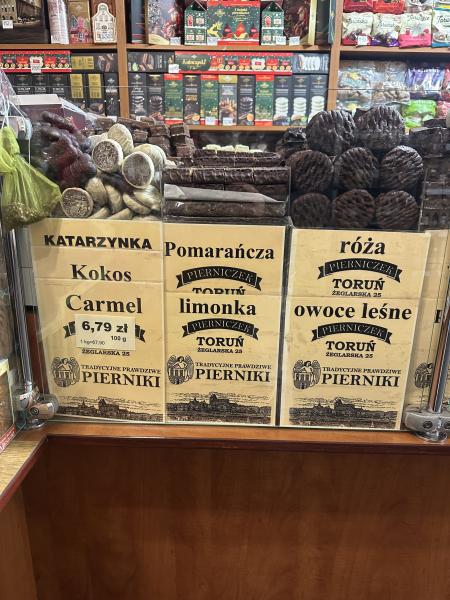 KATARZYNKA
Kokos
Carmel
6,79 zł
100 g
1 kg=67.90
ŻEGLARSKA 25
TRADYCYJNE PRAWDZIWE
PIERNIKI
Pomarańcza
PIERNICZEK
TORUŃ
limonka
PIERNICZEK
TORUŃ
ŻEGLARSKA 25
TRADYCYJNE PRAWDZIWE
PIERNIKI
róża
PIERNICZEK
TORUŃ
ŻEGLARSKA 25
owoce leśne
PIERNICZEK
TORUŃ
ŻEGLARSKA 25
TRADYCYJNE PRAWDZIWE
PIERNIKI